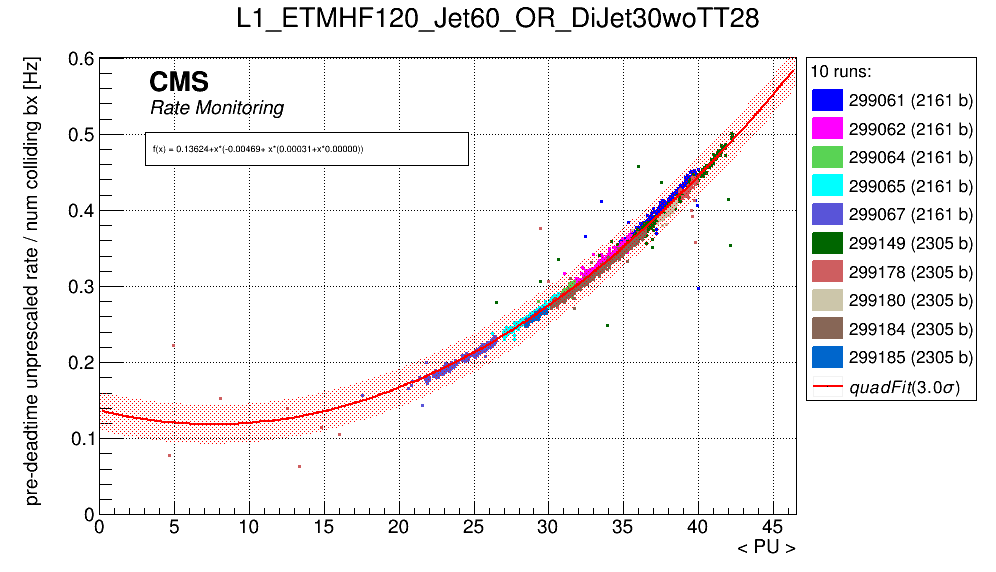 L1_ETMHF120_Jet60_OR_DiJet30woTT28
pre-deadtime unprescaled rate / num colliding bx [Hz]
CMS
Rate Monitoring
f(x) = 0.13624+x*(-0.00469+ x*(0.00031+x*0.00000))
0.6
0.5
0.4
0.3
0.2
0.1
0
0 5 10 15 20 25 30 35 40 45
< PU >
10 runs:
299061 (2161 b)
299062 (2161 b)
299064 (2161 b)
299065 (2161 b)
299067 (2161 b)
299149 (2305 b)
299178 (2305 b)
299180 (2305 b)
299184 (2305 b)
299185 (2305 b)
quadFit(3.0σ)